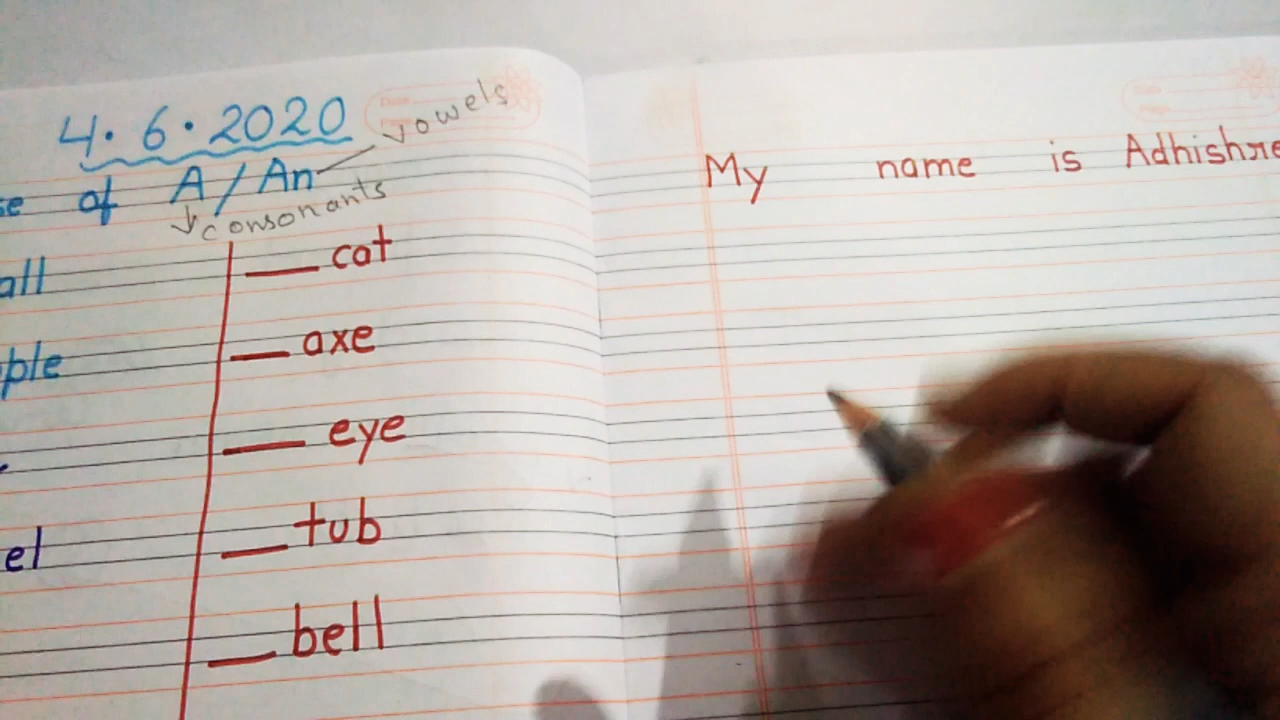 4.6.2020
vowels
se of A/An
consonants
all
ple
el
___ cat
___ axe
___ eye
___ tub
___ bell
My name is Adhishre